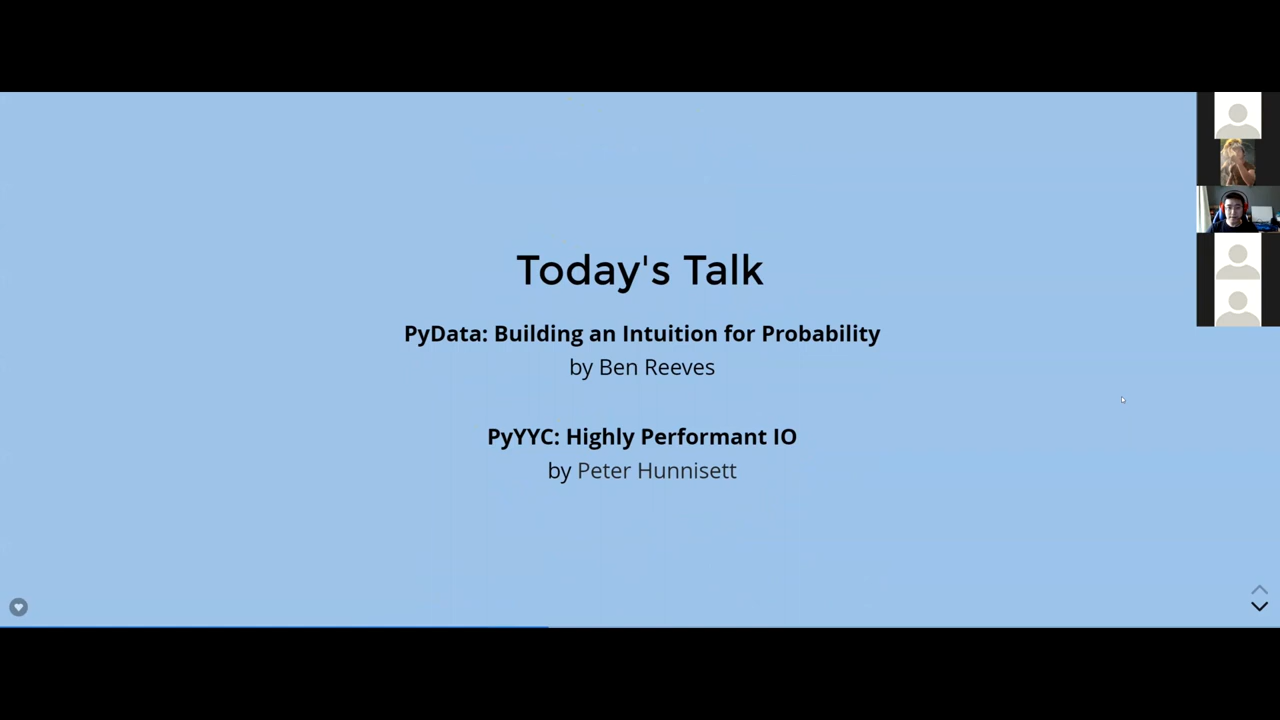 Today's Talk
PyData: Building an Intuition for Probability
by Ben Reeves
PyYYC: Highly Performant IO
by Peter Hunnisett